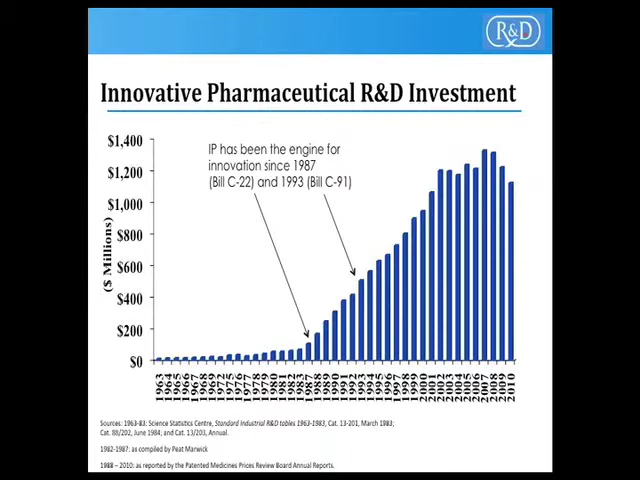 R&D
Innovative Pharmaceutical R&D Investment
IP has been the engine for
innovation since 1987
(Bill C-22) and 1993 (Bill C-91)
($ Millions)
$1,400
$1,200
$1,000
$800
$600
$400
$200
$0
1963 1964 1965 1966 1967 1968 1969 1972 1975 1977 1978 1979 1980 1981 1982 1983 1987 1988 1990 1991 1992 1993 1994 1995 1996 1997 1998 1999 2000 2001 2002 2003 2004 2005 2006 2007 2008 2009 2010
Sources: 1963-83: Science Statistics Centre, Standard Industrial R&D tables 1963-1983, Cat. 13-201, March 1983;
Cat. 88/202, June 1984; and Cat. 13/203, Annual.
1982-1987: as compiled by Peat Marwick
1988 – 2010: as reported by the Patented Medicines Prices Review Board Annual Reports.